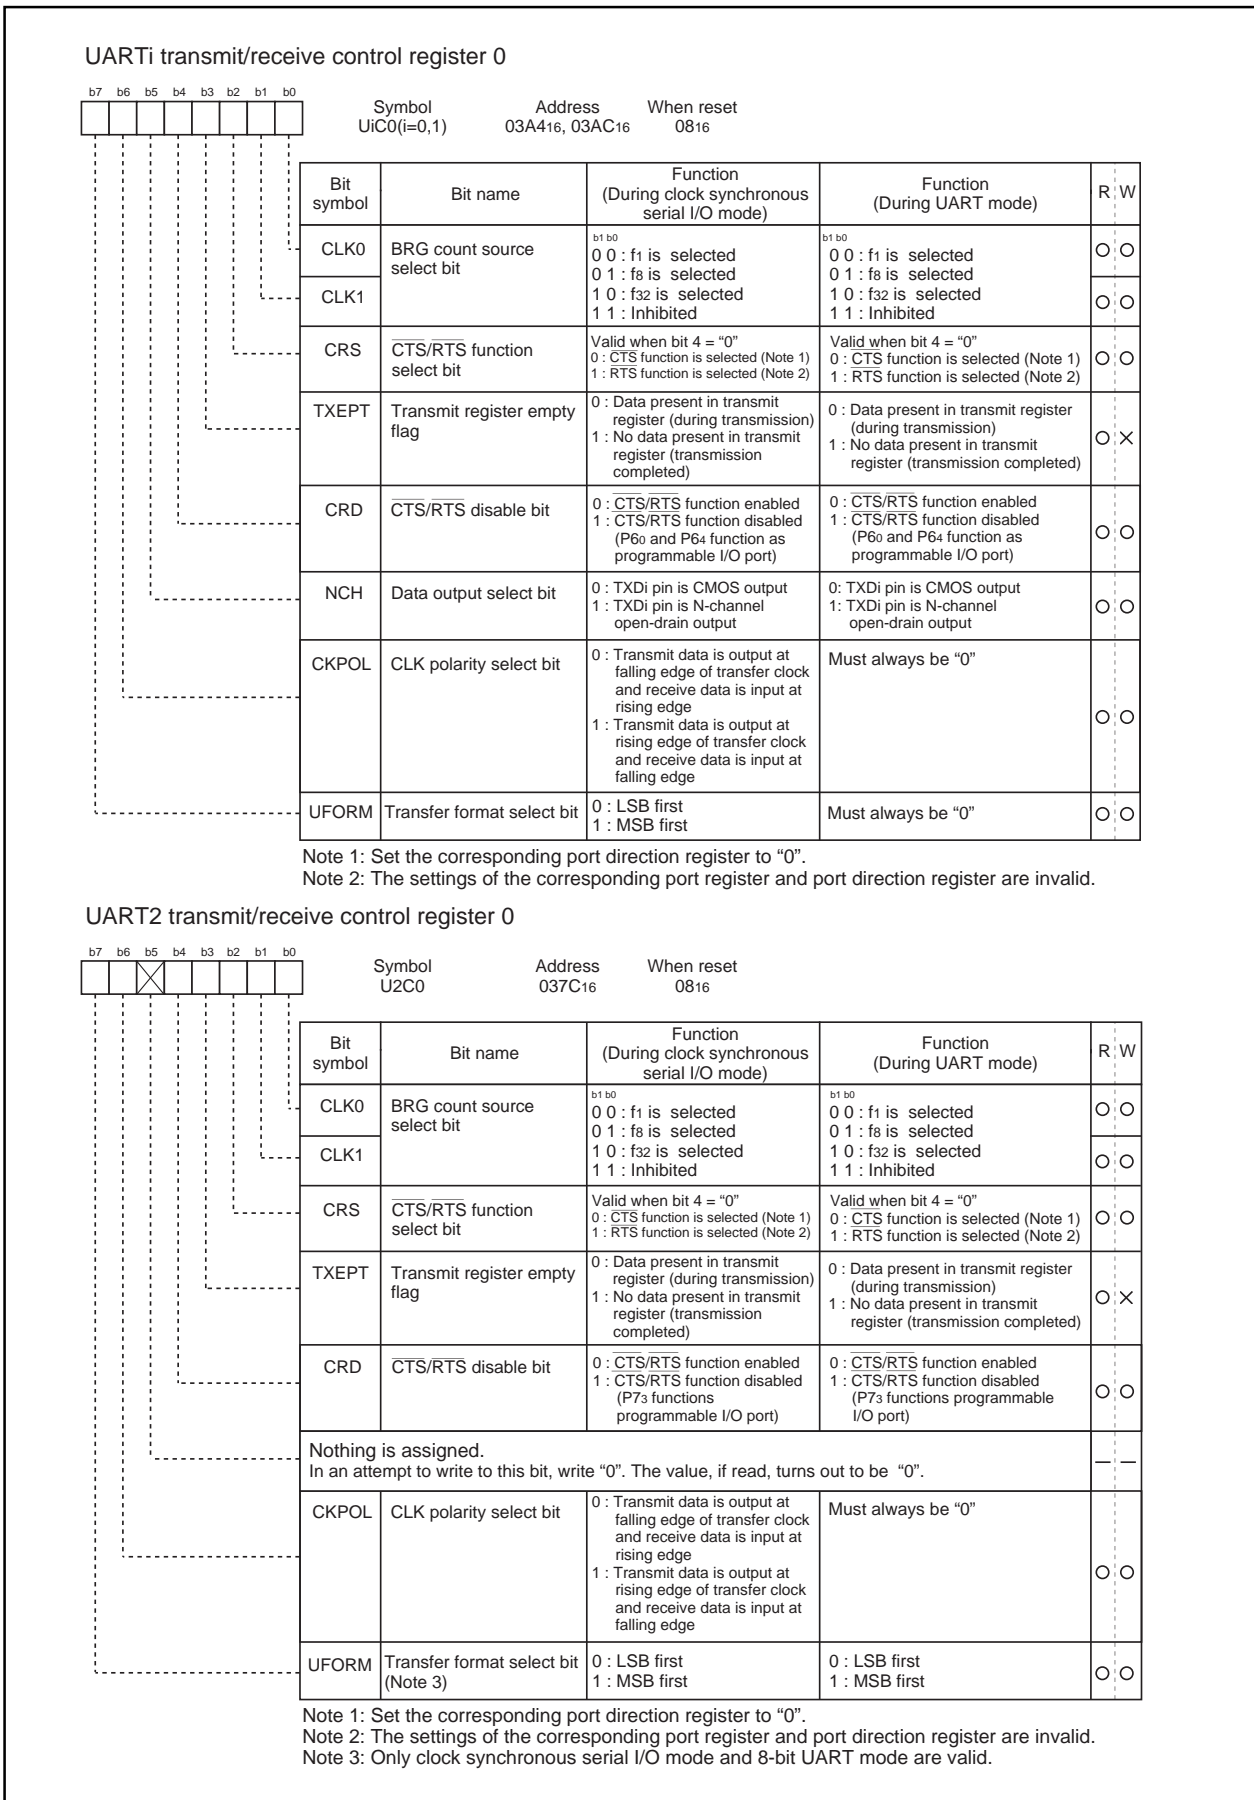 UARTi transmit/receive control register 0
b7 b6 b5 b4 b3 b2 b1 b0
Symbol Address When reset
UiC0(i=0,1) 03A416, 03AC16 0816
Bit symbol Bit name Function (During clock synchronous serial I/O mode) Function (During UART mode) R W
CLK0 BRG count source select bit
b1 b0
0 0 : f1 is selected
0 1 : f8 is selected
1 0 : f32 is selected
1 1 : Inhibited
b1 b0
0 0 : f1 is selected
0 1 : f8 is selected
1 0 : f32 is selected
1 1 : Inhibited
CLK1
CRS CTS/RTS function select bit
Valid when bit 4 = “0”
0 : CTS function is selected (Note 1)
1 : RTS function is selected (Note 2)
Valid when bit 4 = “0”
0 : CTS function is selected (Note 1)
1 : RTS function is selected (Note 2)
TXEPT Transmit register empty flag
0 : Data present in transmit
register (during transmission)
1 : No data present in transmit
register (transmission
completed)
0 : Data present in transmit register
(during transmission)
1 : No data present in transmit
register (transmission completed)
CRD CTS/RTS disable bit
0 : CTS/RTS function enabled
1 : CTS/RTS function disabled
(P60 and P64 function as
programmable I/O port)
0 : CTS/RTS function enabled
1 : CTS/RTS function disabled
(P60 and P64 function as
programmable I/O port)
NCH Data output select bit
0 : TXDi pin is CMOS output
1 : TXDi pin is N-channel
open-drain output
0: TXDi pin is CMOS output
1: TXDi pin is N-channel
open-drain output
CKPOL CLK polarity select bit
0 : Transmit data is output at
falling edge of transfer clock
and receive data is input at
rising edge
1 : Transmit data is output at
rising edge of transfer clock
and receive data is input at
falling edge
Must always be “0”
UFORM Transfer format select bit
0 : LSB first
1 : MSB first
Must always be “0”
Note 1: Set the corresponding port direction register to “0”.
Note 2: The settings of the corresponding port register and port direction register are invalid.
UART2 transmit/receive control register 0
b7 b6 b5 b4 b3 b2 b1 b0
Symbol Address When reset
U2C0 037C16 0816
Bit symbol Bit name Function (During clock synchronous serial I/O mode) Function (During UART mode) R W
CLK0 BRG count source select bit
b1 b0
0 0 : f1 is selected
0 1 : f8 is selected
1 0 : f32 is selected
1 1 : Inhibited
b1 b0
0 0 : f1 is selected
0 1 : f8 is selected
1 0 : f32 is selected
1 1 : Inhibited
CLK1
CRS CTS/RTS function select bit
Valid when bit 4 = “0”
0 : CTS function is selected (Note 1)
1 : RTS function is selected (Note 2)
Valid when bit 4 = “0”
0 : CTS function is selected (Note 1)
1 : RTS function is selected (Note 2)
TXEPT Transmit register empty flag
0 : Data present in transmit
register (during transmission)
1 : No data present in transmit
register (transmission
completed)
0 : Data present in transmit register
(during transmission)
1 : No data present in transmit
register (transmission completed)
CRD CTS/RTS disable bit
0 : CTS/RTS function enabled
1 : CTS/RTS function disabled
(P73 functions
programmable I/O port)
0 : CTS/RTS function enabled
1 : CTS/RTS function disabled
(P73 functions programmable
I/O port)
Nothing is assigned.
In an attempt to write to this bit, write “0”. The value, if read, turns out to be “0”.
CKPOL CLK polarity select bit
0 : Transmit data is output at
falling edge of transfer clock
and receive data is input at
rising edge
1 : Transmit data is output at
rising edge of transfer clock
and receive data is input at
falling edge
Must always be “0”
UFORM Transfer format select bit (Note 3)
0 : LSB first
1 : MSB first
0 : LSB first
1 : MSB first
Note 1: Set the corresponding port direction register to “0”.
Note 2: The settings of the corresponding port register and port direction register are invalid.
Note 3: Only clock synchronous serial I/O mode and 8-bit UART mode are valid.